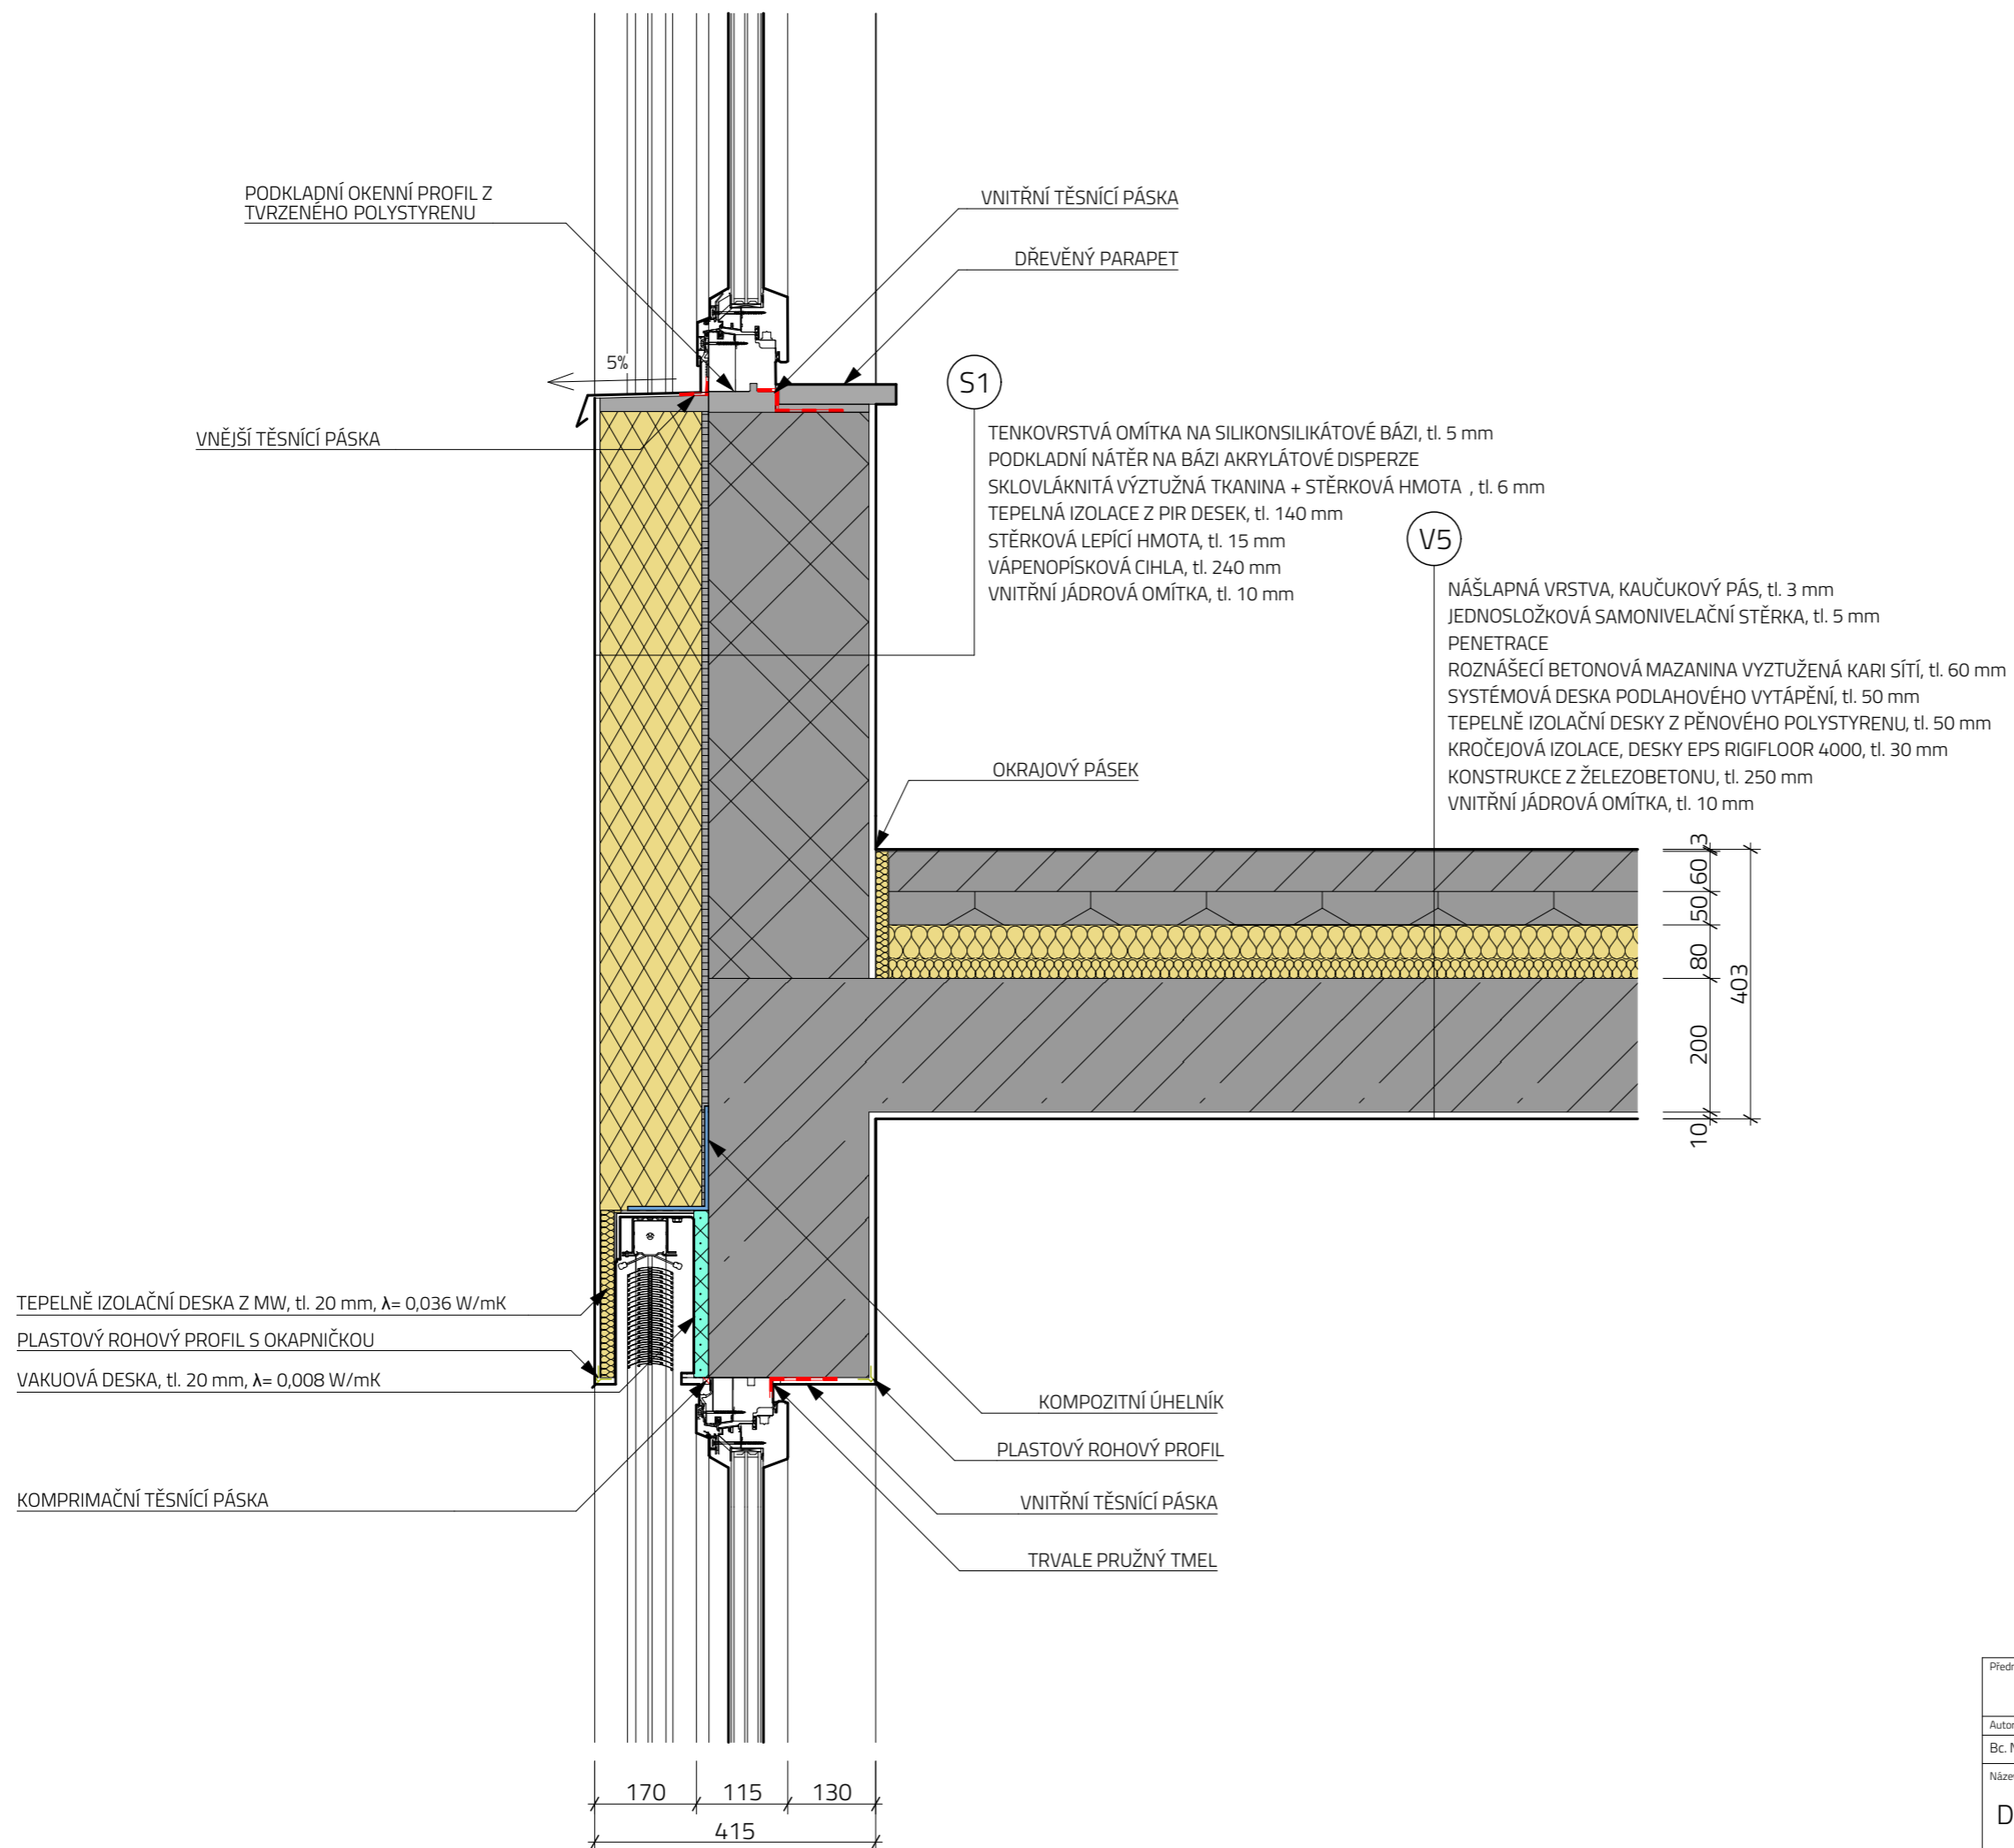 PODKLADNÍ OKENNÍ PROFIL Z
TVRZENÉHO POLYSTYRENU
VNITŘNÍ TĚSNÍCÍ PÁSKA
DŘEVĚNÝ PARAPET
5%
VNĚJŠÍ TĚSNÍCÍ PÁSKA
S1
TENKOVRSTVÁ OMÍTKA NA SILIKONSILIKÁTOVÉ BÁZI, tl. 5 mm
PODKLADNÍ NÁTĚR NA BÁZI AKRYLÁTOVÉ DISPERZE
SKLOVLÁKNITÁ VÝZTUŽNÁ TKANINA + STĚRKOVÁ HMOTA , tl. 6 mm
TEPELNÁ IZOLACE Z PIR DESEK, tl. 140 mm
STĚRKOVÁ LEPÍCÍ HMOTA, tl. 15 mm
VÁPENOPÍSKOVÁ CIHLA, tl. 240 mm
VNITŘNÍ JÁDROVÁ OMÍTKA, tl. 10 mm
V5
NÁŠLAPNÁ VRSTVA, KAUČUKOVÝ PÁS, tl. 3 mm
JEDNOSLOŽKOVÁ SAMONIVELAČNÍ STĚRKA, tl. 5 mm
PENETRACE
ROZNÁŠECÍ BETONOVÁ MAZANINA VYZTUŽENÁ KARI SÍTÍ, tl. 60 mm
SYSTÉMOVÁ DESKA PODLAHOVÉHO VYTÁPĚNÍ, tl. 50 mm
TEPELNĚ IZOLAČNÍ DESKY Z PĚNOVÉHO POLYSTYRENU, tl. 50 mm
KROČEJOVÁ IZOLACE, DESKY EPS RIGIFLOOR 4000, tl. 30 mm
KONSTRUKCE Z ŽELEZOBETONU, tl. 250 mm
VNITŘNÍ JÁDROVÁ OMÍTKA, tl. 10 mm
OKRAJOVÝ PÁSEK
3
60
50
80
200
10
403
TEPELNĚ IZOLAČNÍ DESKA Z MW, tl. 20 mm, λ= 0,036 W/mK
PLASTOVÝ ROHOVÝ PROFIL S OKAPNIČKOU
VAKUOVÁ DESKA, tl. 20 mm, λ= 0,008 W/mK
KOMPRIMAČNÍ TĚSNÍCÍ PÁSKA
KOMPOZITNÍ ÚHELNÍK
PLASTOVÝ ROHOVÝ PROFIL
VNITŘNÍ TĚSNÍCÍ PÁSKA
TRVALE PRUŽNÝ TMEL
170 115 130
415
Bc.